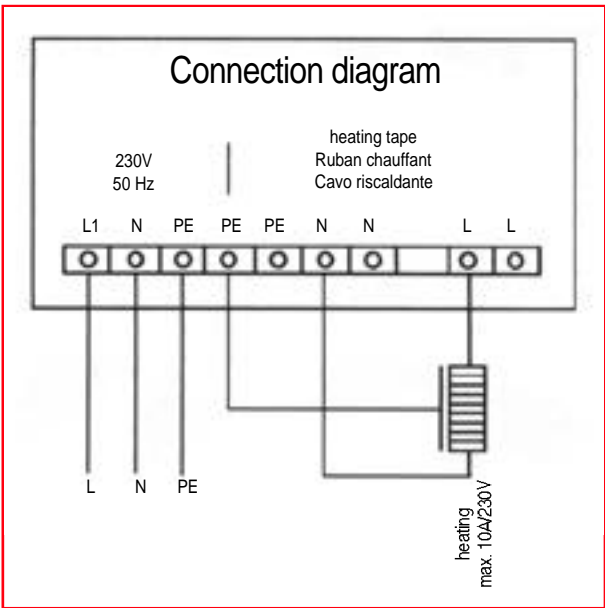 Connection diagram
230V
50 Hz
heating tape
Ruban chauffant
Cavo riscaldante
L1 N PE PE PE N N L L
L N PE
heating
max. 10A/230V